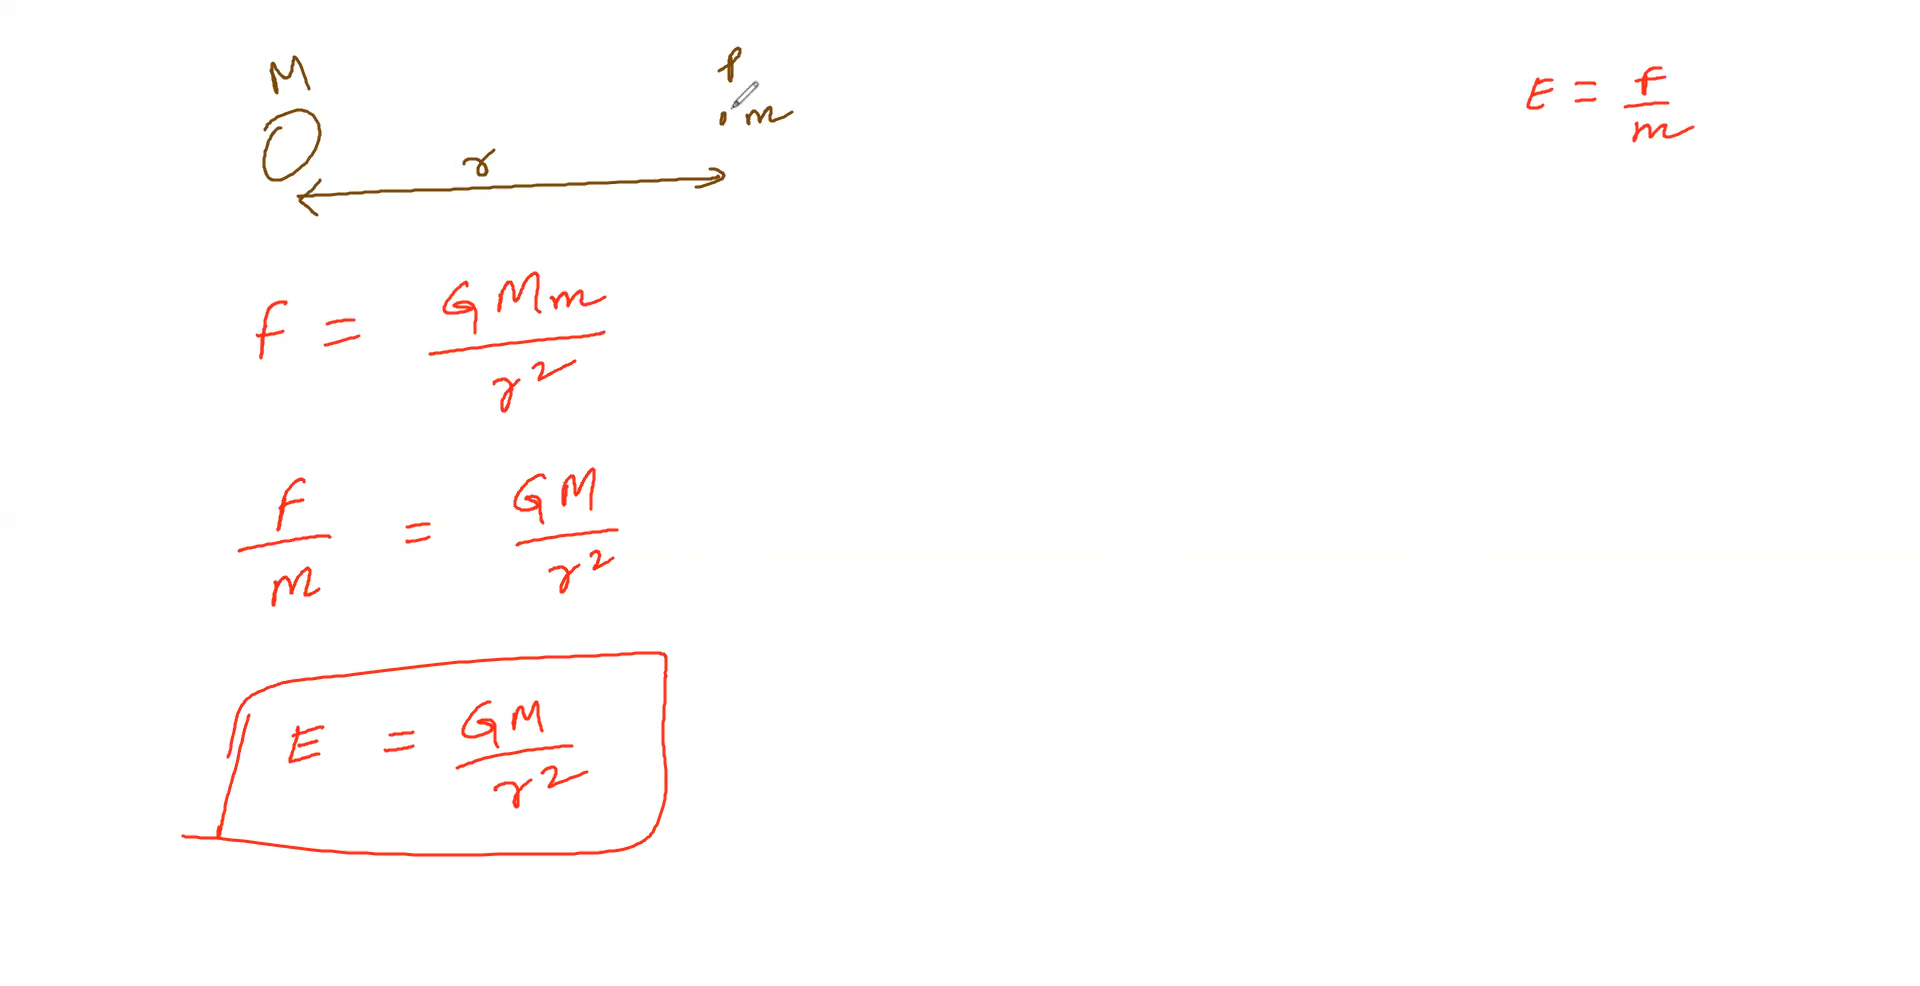 M
P
m
r
E = F/m
F = GMm/r²
F/m = GM/r²
E = GM/r²